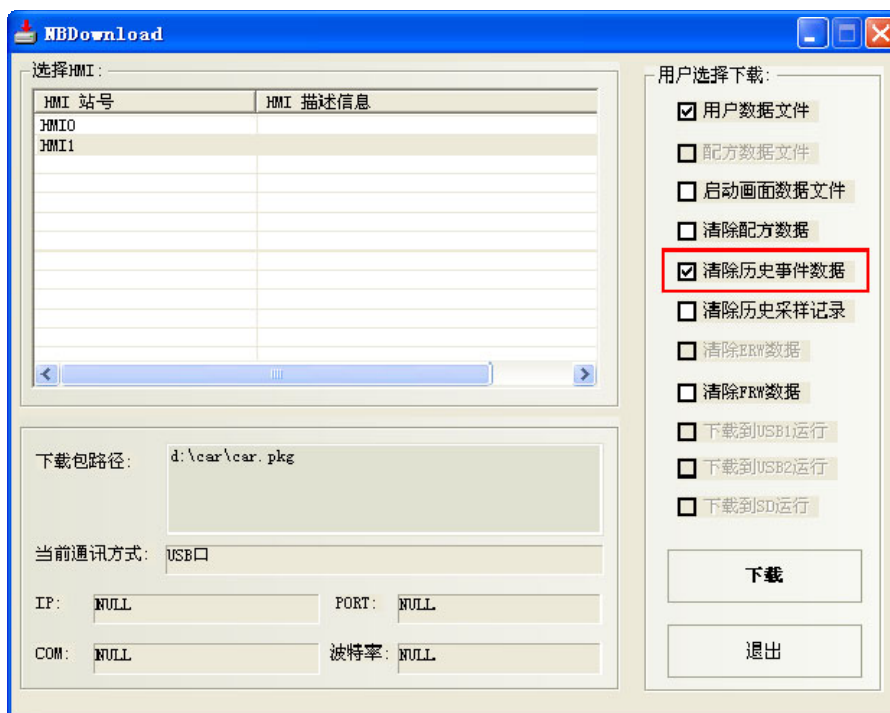 NBDownload
选择HMI:
HMI 站号 HMI 描述信息
HMI0
HMI1
下载包路径: d:\car\car.pkg
当前通讯方式: USB口
IP: NULL PORT: NULL
COM: NULL 波特率: NULL
用户选择下载:
用户数据文件
配方数据文件
启动画面数据文件
清除配方数据
清除历史事件数据
清除历史采样记录
清除ERW数据
清除FRW数据
下载到USB1运行
下载到USB2运行
下载到SD运行
下载
退出